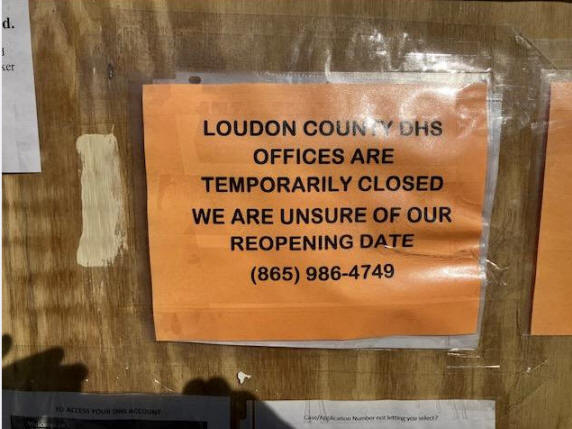 d.
ker
LOUDON COUNTY DHS
OFFICES ARE
TEMPORARILY CLOSED
WE ARE UNSURE OF OUR
REOPENING DATE
(865) 986-4749
TO ACCESS YOUR DHS ACCOUNT
Case/Application Number not letting you select?